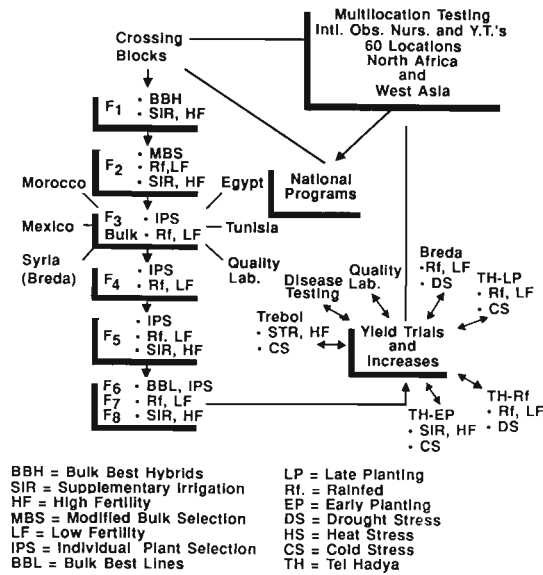 Multilocation Testing
Intl. Obs. Nurs. and Y.T.'s
60 Locations
North Africa
and
West Asia
Crossing
Blocks
F1
• BBH
• SIR, HF
F2
• MBS
• Rf,LF
• SIR, HF
National
Programs
Morocco
Egypt
Mexico
F3
Bulk
• IPS
• Rf, LF
Tunisia
Syria
(Breda)
Quality
Lab.
F4
• IPS
• Rf, LF
F5
• IPS
• Rf, LF
• SIR, HF
F6
F7
F8
• BBL, IPS
• Rf, LF
• SIR, HF
Disease
Testing
Quality
Lab.
Breda
• Rf, LF
• DS
TH-LP
• Rf, LF
• CS
Trebol
• STR, HF
• CS
Yield Trials
and
Increases
TH-EP
• SIR, HF
• CS
TH-Rf
• Rf, LF
• DS
BBH = Bulk Best Hybrids
SIR = Supplementary Irrigation
HF = High Fertility
MBS = Modified Bulk Selection
LF = Low Fertility
IPS = Individual Plant Selection
BBL = Bulk Best Lines
LP = Late Planting
Rf. = Rainfed
EP = Early Planting
DS = Drought Stress
HS = Heat Stress
CS = Cold Stress
TH = Tel Hadya